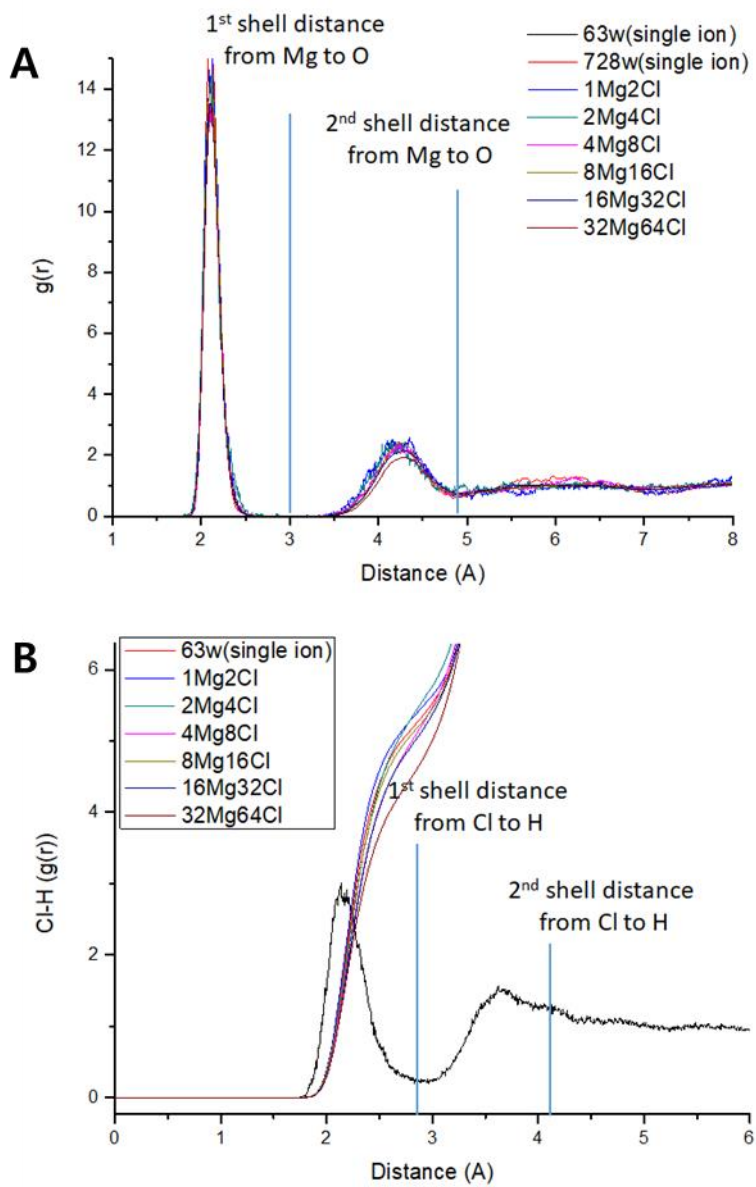 A
1st shell distance
from Mg to O
2nd shell distance
from Mg to O
63w(single ion)
728w(single ion)
1Mg2Cl
2Mg4Cl
4Mg8Cl
8Mg16Cl
16Mg32Cl
32Mg64Cl
g(r)
14
12
10
8
6
4
2
0
1 2 3 4 5 6 7 8
Distance (A)
B
63w(single ion)
1Mg2Cl
2Mg4Cl
4Mg8Cl
8Mg16Cl
16Mg32Cl
32Mg64Cl
1st shell distance
from Cl to H
2nd shell distance
from Cl to H
Cl-H (g(r))
6
4
2
0
0 1 2 3 4 5 6
Distance (A)